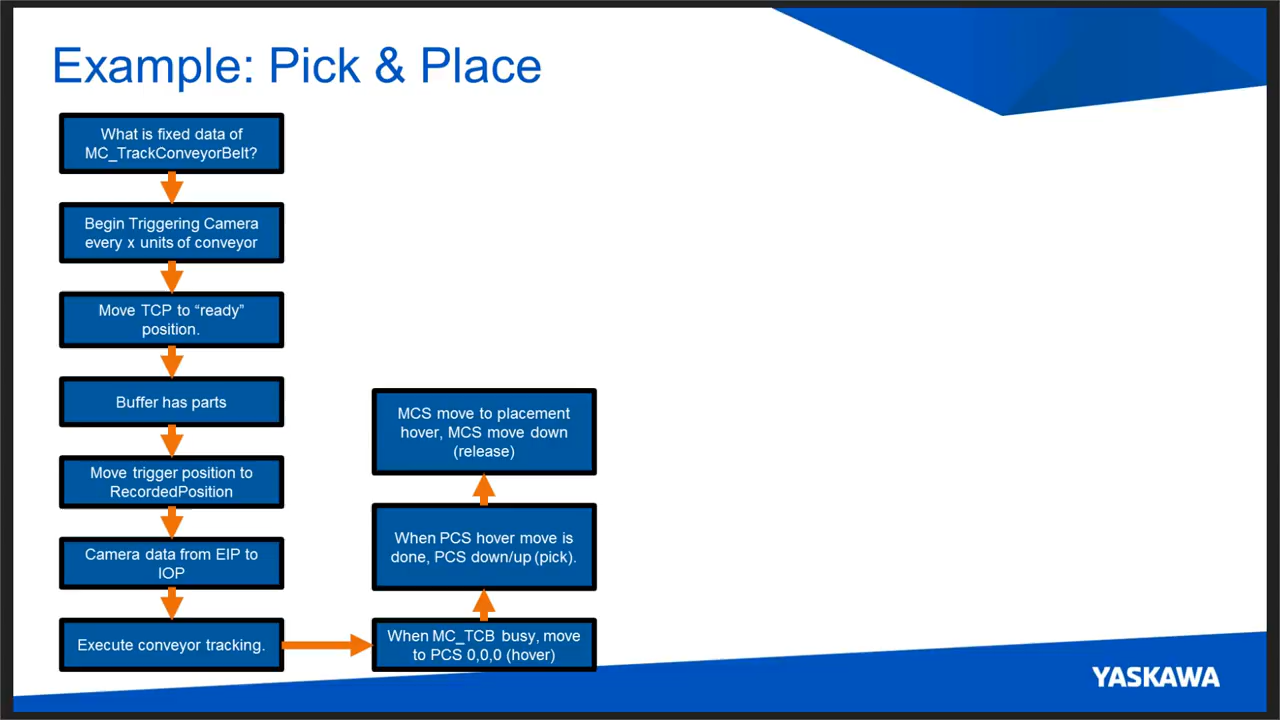 Example: Pick & Place
What is fixed data of
MC_TrackConveyorBelt?
Begin Triggering Camera
every x units of conveyor
Move TCP to “ready”
position.
Buffer has parts
Move trigger position to
RecordedPosition
Camera data from EIP to
IOP
Execute conveyor tracking.
When MC_TCB busy, move
to PCS 0,0,0 (hover)
When PCS hover move is
done, PCS down/up (pick).
MCS move to placement
hover, MCS move down
(release)
YASKAWA